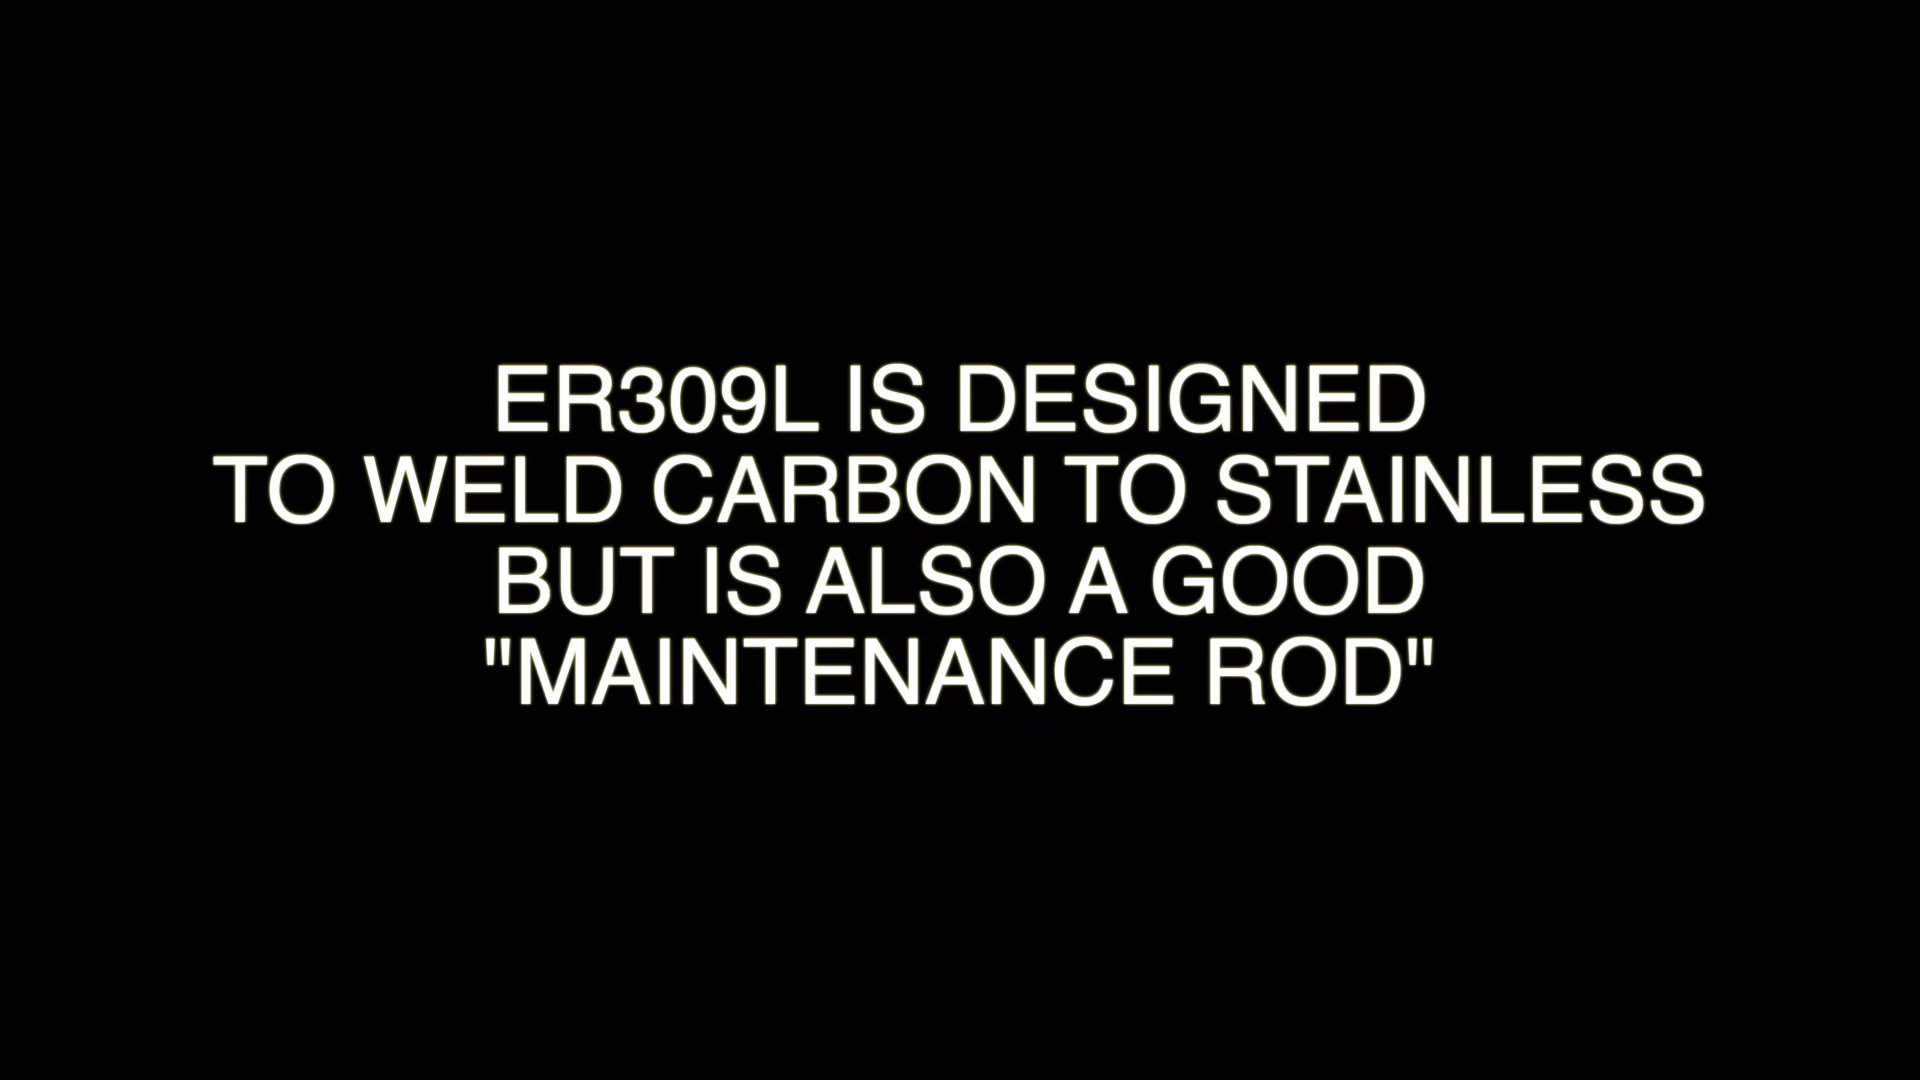 ER309L IS DESIGNED
TO WELD CARBON TO STAINLESS
BUT IS ALSO A GOOD
"MAINTENANCE ROD"